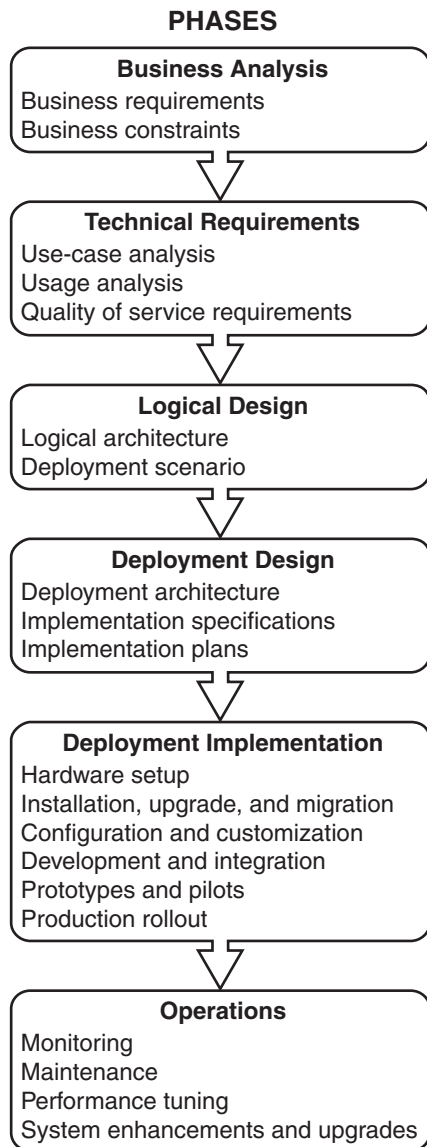 PHASES
Business Analysis
Business requirements
Business constraints
Technical Requirements
Use-case analysis
Usage analysis
Quality of service requirements
Logical Design
Logical architecture
Deployment scenario
Deployment Design
Deployment architecture
Implementation specifications
Implementation plans
Deployment Implementation
Hardware setup
Installation, upgrade, and migration
Configuration and customization
Development and integration
Prototypes and pilots
Production rollout
Operations
Monitoring
Maintenance
Performance tuning
System enhancements and upgrades